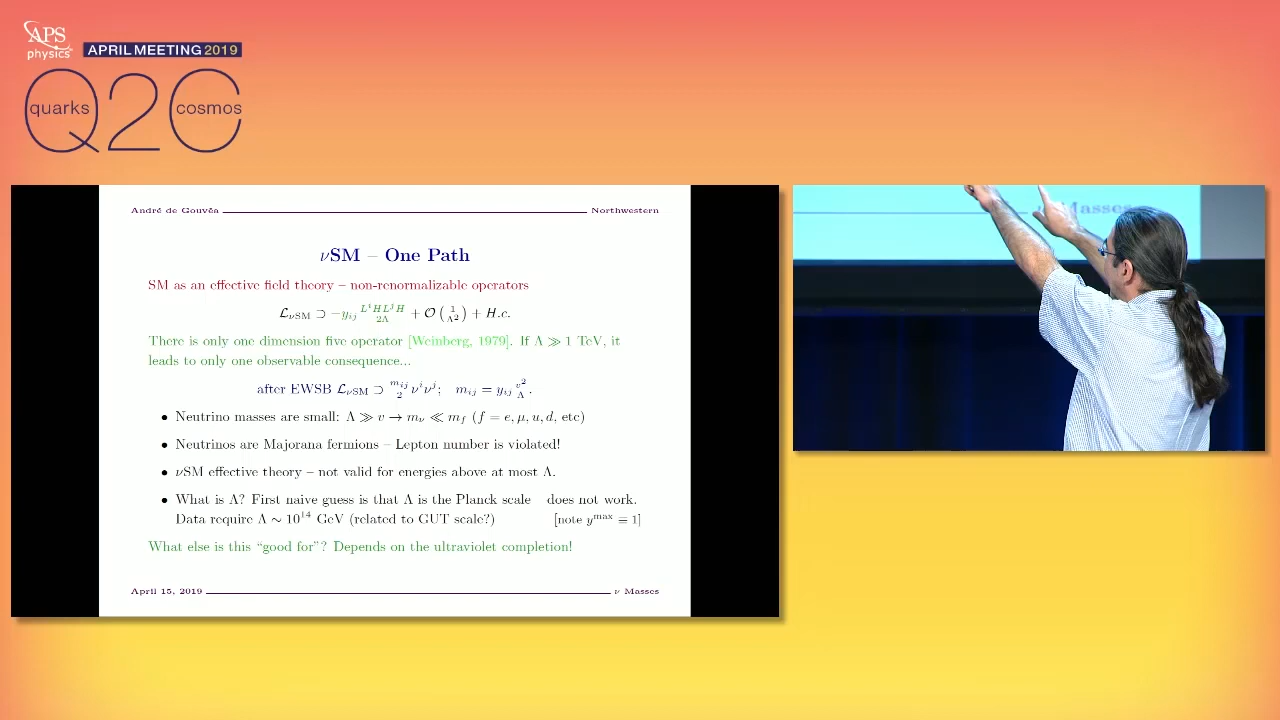 APS
physics
APRIL MEETING 2019
Q2C
quarks cosmos
André de Gouvêa Northwestern
νSM – One Path
SM as an effective field theory – non-renormalizable operators
ℒ_νSM ⊃ −y_ij L^i H L^j H / 2Λ + 𝒪(1/Λ²) + H.c.
There is only one dimension five operator [Weinberg, 1979]. If Λ ≫ 1 TeV, it
leads to only one observable consequence...
after EWSB ℒ_νSM ⊃ m_ij / 2 ν^i ν^j; m_ij = y_ij v²/Λ.
• Neutrino masses are small: Λ ≫ v → m_ν ≪ m_f (f = e, μ, u, d, etc)
• Neutrinos are Majorana fermions – Lepton number is violated!
• νSM effective theory – not valid for energies above at most Λ.
• What is Λ? First naive guess is that Λ is the Planck scale does not work.
Data require Λ ∼ 10^14 GeV (related to GUT scale?) [note y^max ≡ 1]
What else is this “good for”? Depends on the ultraviolet completion!
April 15, 2019 ν Masses
ν Masses